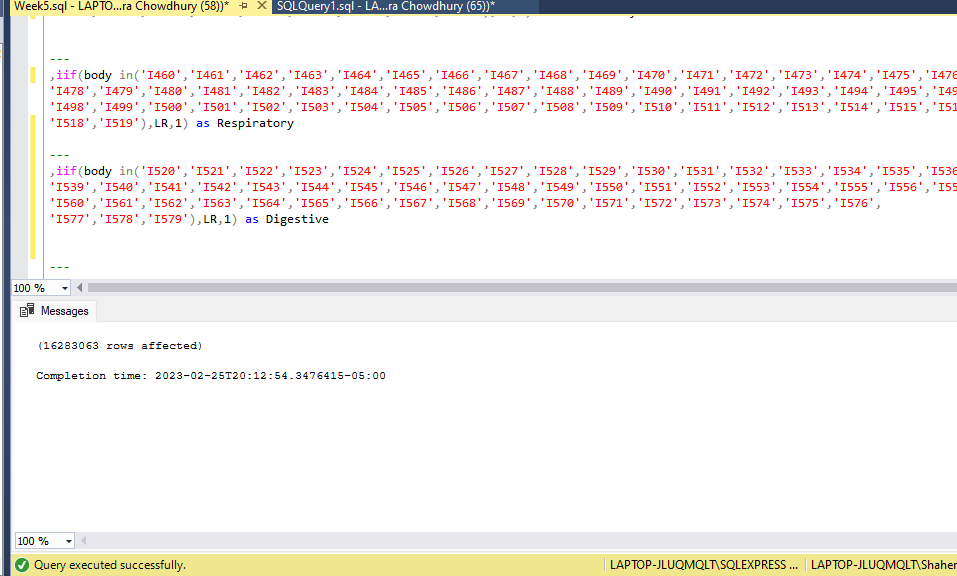 Week5.sql - LAPTO...ra Chowdhury (58))* SQLQuery1.sql - LA...ra Chowdhury (65))*
---
,iif(body in('I460','I461','I462','I463','I464','I465','I466','I467','I468','I469','I470','I471','I472','I473','I474','I475','I476
'I478','I479','I480','I481','I482','I483','I484','I485','I486','I487','I488','I489','I490','I491','I492','I493','I494','I495','I49
'I498','I499','I500','I501','I502','I503','I504','I505','I506','I507','I508','I509','I510','I511','I512','I513','I514','I515','I51
'I518','I519'),LR,1) as Respiratory
---
,iif(body in('I520','I521','I522','I523','I524','I525','I526','I527','I528','I529','I530','I531','I532','I533','I534','I535','I536
'I539','I540','I541','I542','I543','I544','I545','I546','I547','I548','I549','I550','I551','I552','I553','I554','I555','I556','I55
'I560','I561','I562','I563','I564','I565','I566','I567','I568','I569','I570','I571','I572','I573','I574','I575','I576',
'I577','I578','I579'),LR,1) as Digestive
---
100 %
Messages
(16283063 rows affected)
Completion time: 2023-02-25T20:12:54.3476415-05:00
100 %
Query executed successfully. LAPTOP-JLUQMQLT\SQLEXPRESS ... LAPTOP-JLUQMQLT\Shaher